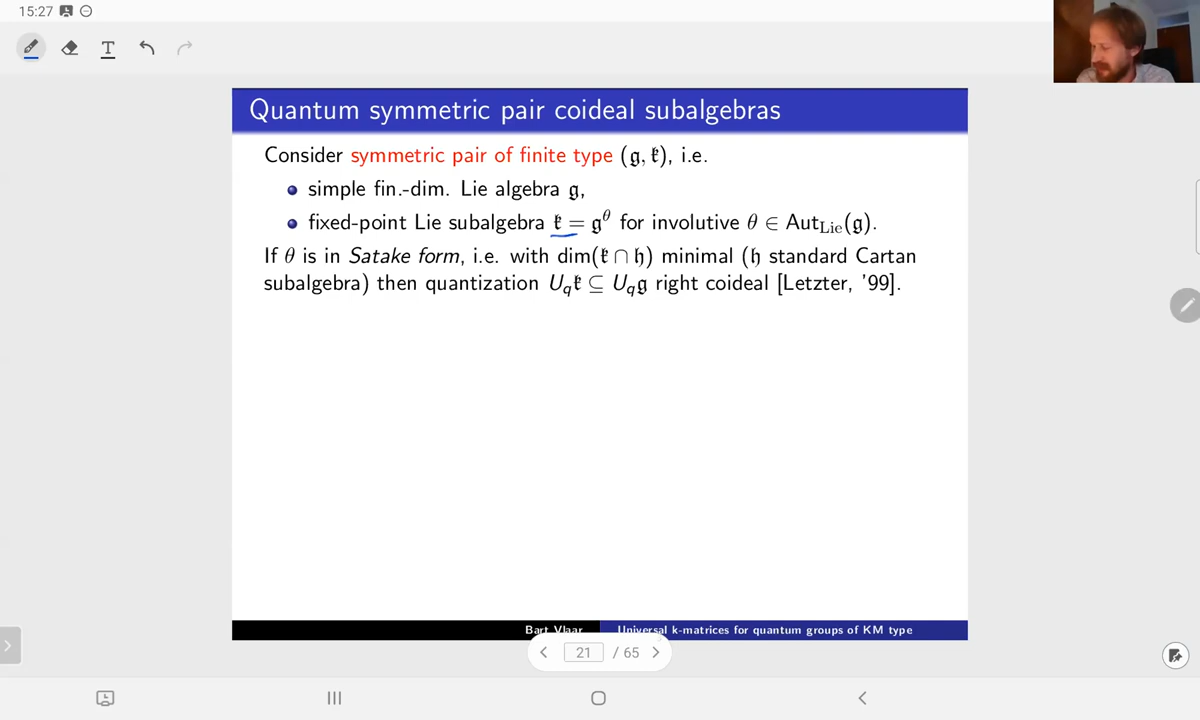 15:27
T
Quantum symmetric pair coideal subalgebras
Consider symmetric pair of finite type (𝔤, 𝔨), i.e.
simple fin.-dim. Lie algebra 𝔤,
fixed-point Lie subalgebra 𝔨 = 𝔤^θ for involutive θ ∈ Aut_Lie(𝔤).
If θ is in Satake form, i.e. with dim(𝔨 ∩ 𝔥) minimal (𝔥 standard Cartan
subalgebra) then quantization U_q𝔨 ⊆ U_q𝔤 right coideal [Letzter, '99].
Bart Vlaar Universal k-matrices for quantum groups of KM type
21 / 65